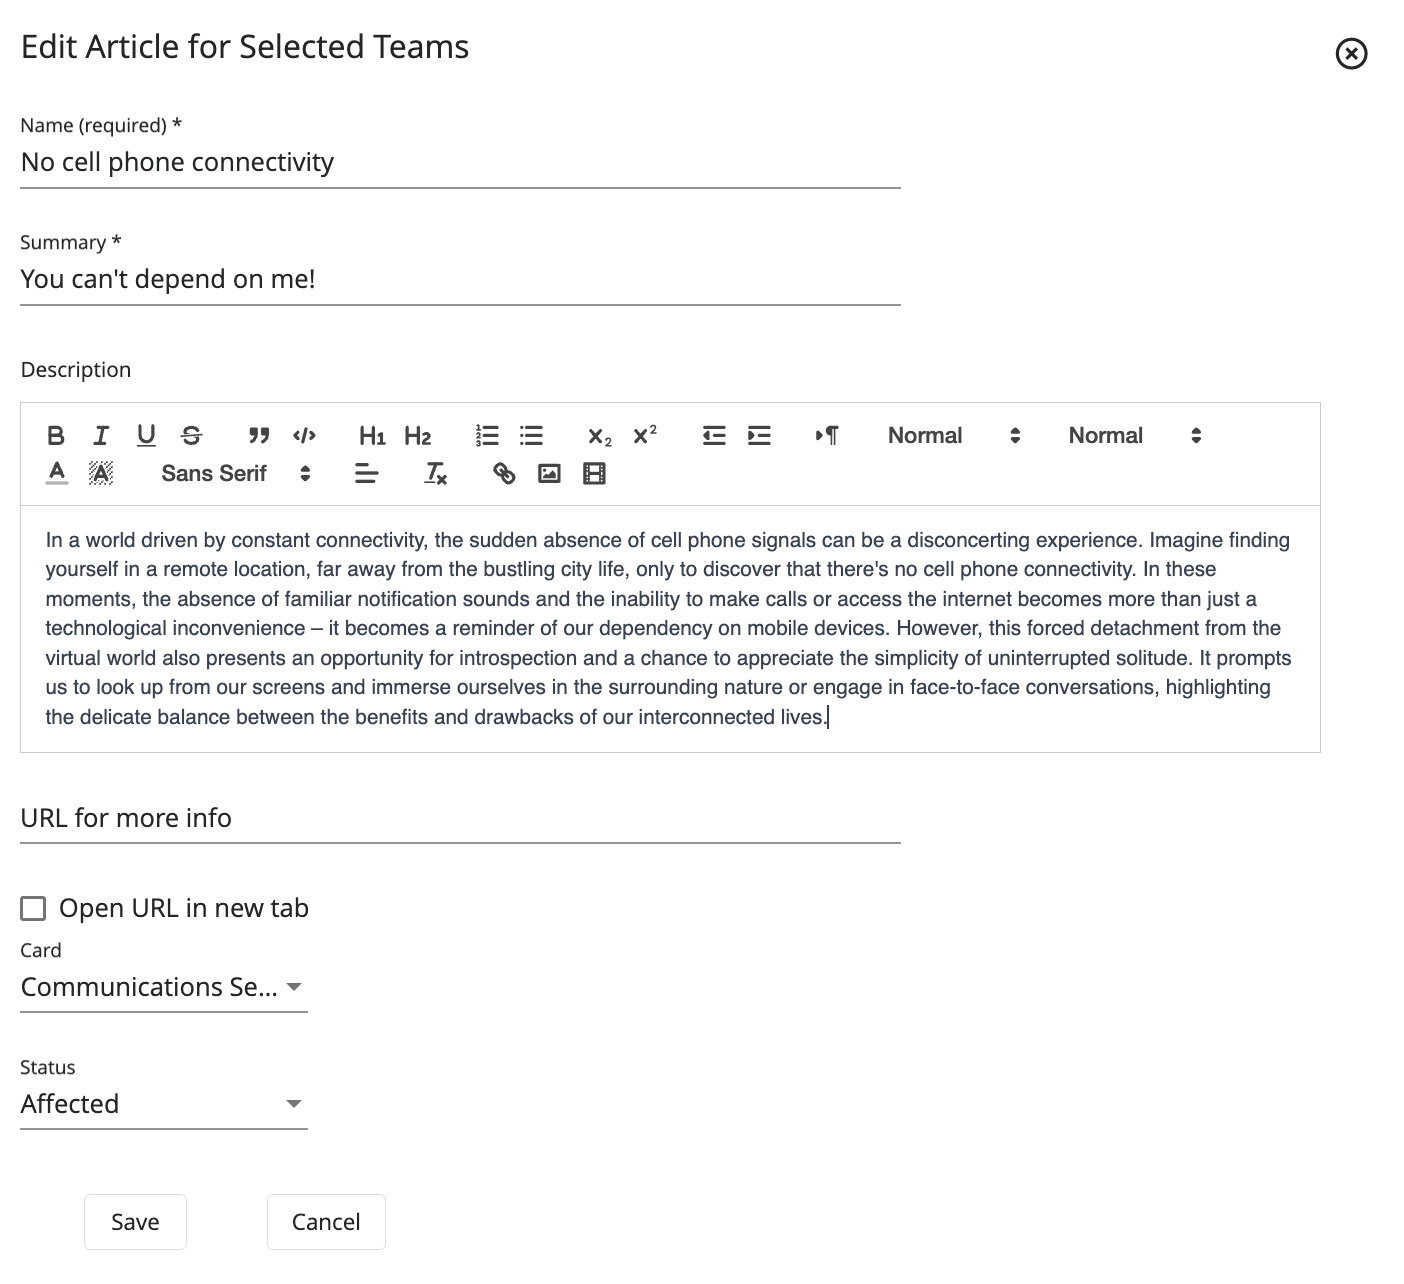 Edit Article for Selected Teams
Name (required) *
No cell phone connectivity
Summary *
You can't depend on me!
Description
B I U S H1 H2 X2 X2 Normal Normal
A A Sans Serif Tx
In a world driven by constant connectivity, the sudden absence of cell phone signals can be a disconcerting experience. Imagine finding
yourself in a remote location, far away from the bustling city life, only to discover that there's no cell phone connectivity. In these
moments, the absence of familiar notification sounds and the inability to make calls or access the internet becomes more than just a
technological inconvenience – it becomes a reminder of our dependency on mobile devices. However, this forced detachment from the
virtual world also presents an opportunity for introspection and a chance to appreciate the simplicity of uninterrupted solitude. It prompts
us to look up from our screens and immerse ourselves in the surrounding nature or engage in face-to-face conversations, highlighting
the delicate balance between the benefits and drawbacks of our interconnected lives.
URL for more info
Open URL in new tab
Card
Communications Se...
Status
Affected
Save Cancel